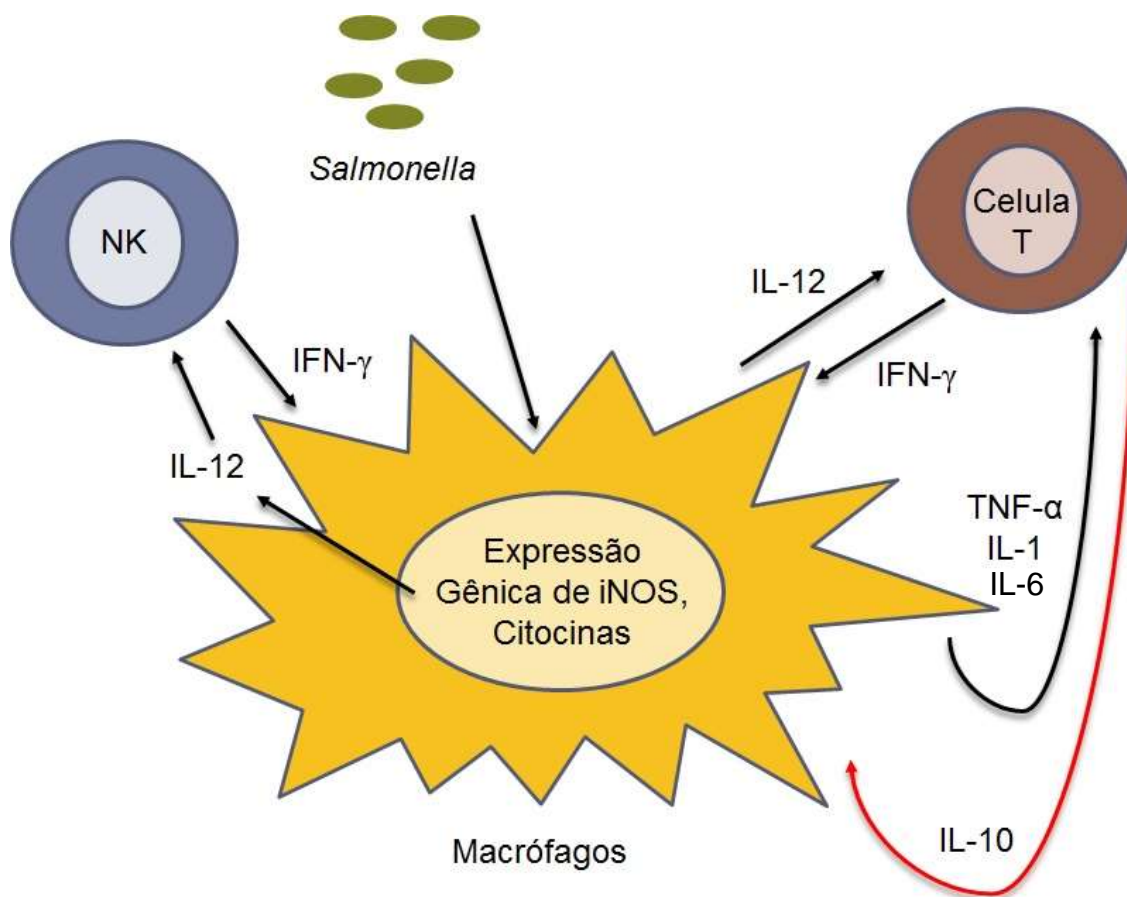 Salmonella
NK
Celula
T
IL-12
IFN-γ
IFN-γ
IL-12
TNF-α
IL-1
IL-6
Expressão
Gênica de iNOS,
Citocinas
IL-10
Macrófagos